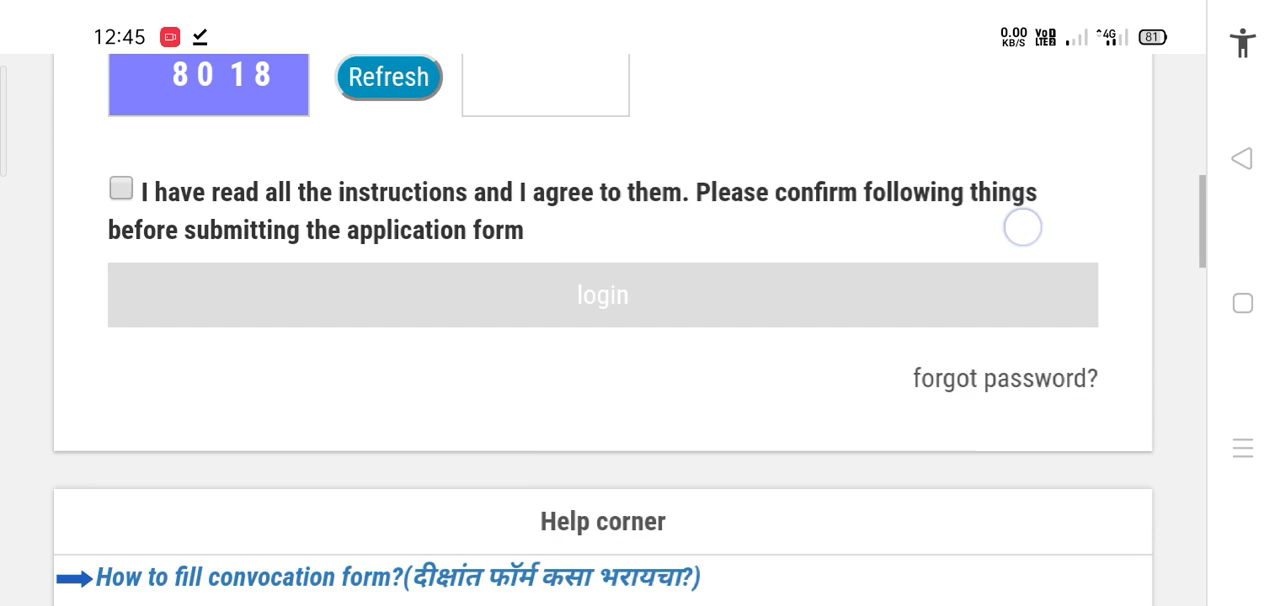 12:45 0.00 KB/S VoD LTE2 4G 81
8 0 1 8 Refresh
I have read all the instructions and I agree to them. Please confirm following things
before submitting the application form
login
forgot password?
Help corner
How to fill convocation form?(दीक्षांत फॉर्म कसा भरायचा?)